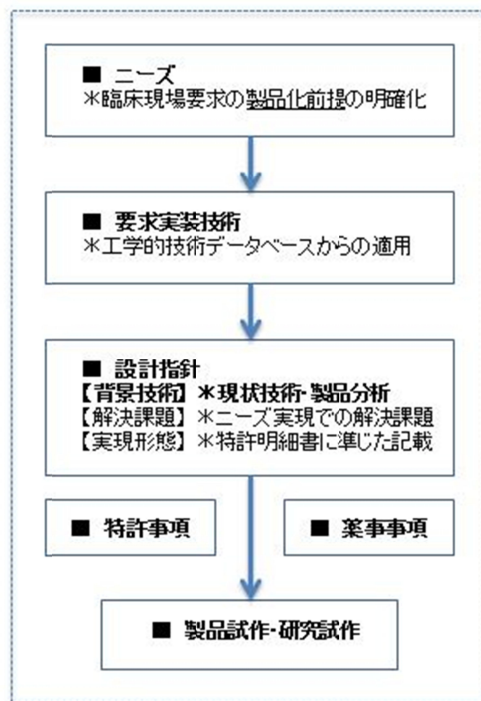 ■ ニーズ
＊臨床現場要求の製品化前提の明確化
■ 要求実装技術
＊工学的技術データベースからの適用
■ 設計指針
【背景技術】＊現状技術・製品分析
【解決課題】＊ニーズ実現での解決課題
【実現形態】＊特許明細書に準じた記載
■ 特許事項
■ 薬事事項
■ 製品試作・研究試作